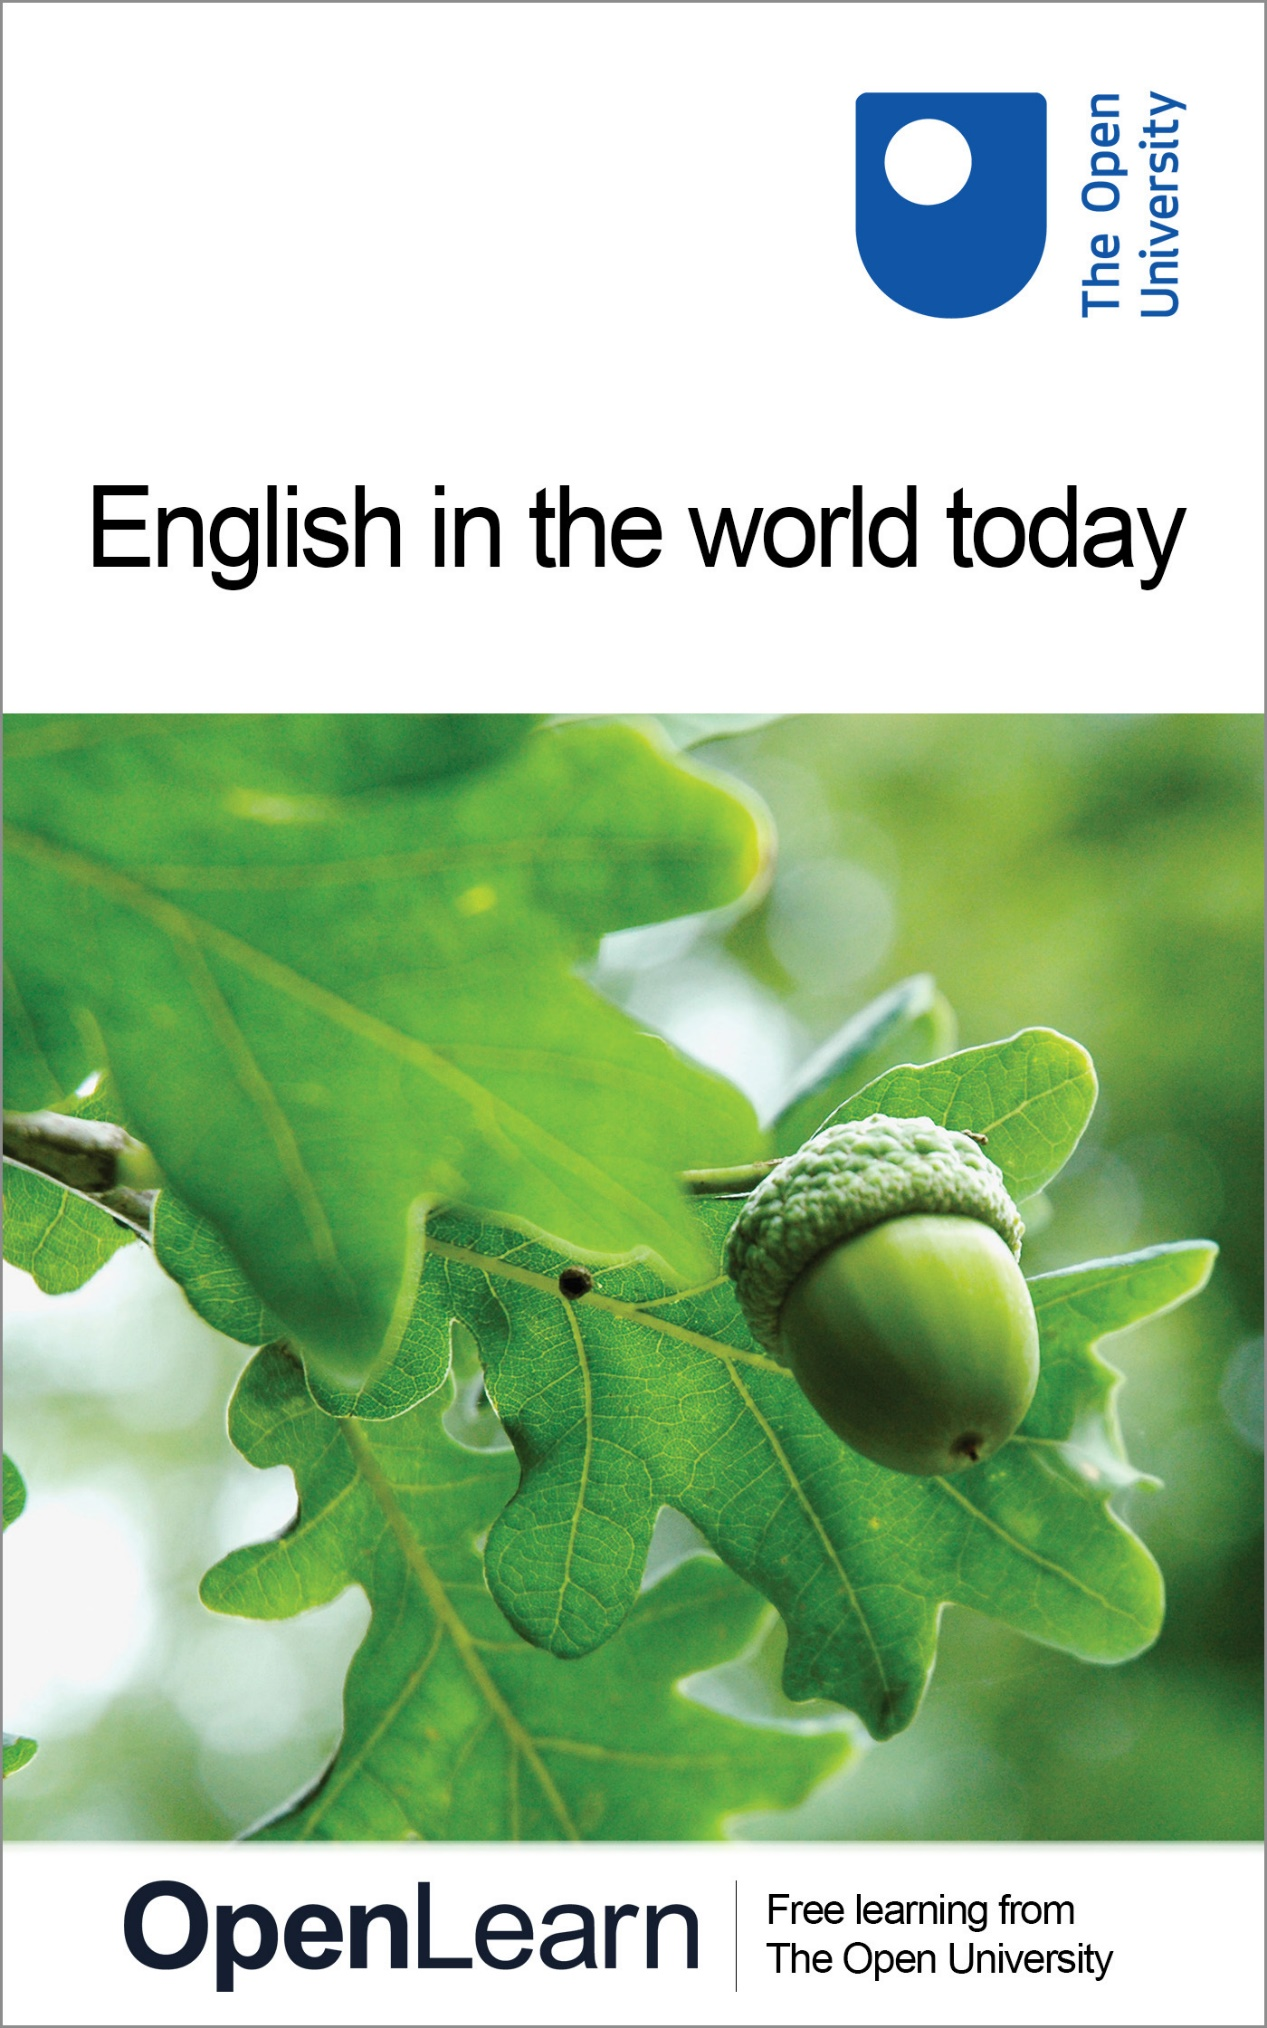 The Open
University
English in the world today
OpenLearn
Free learning from
The Open University